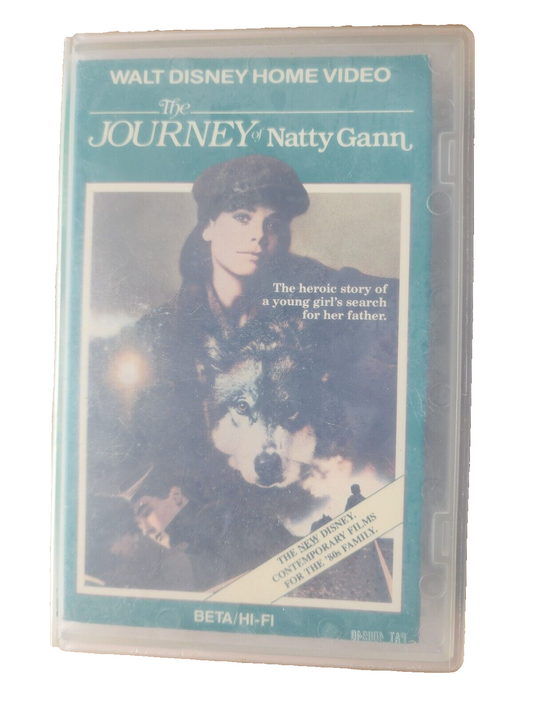 WALT DISNEY HOME VIDEO
The
JOURNEY of Natty Gann
The heroic story of
a young girl's search
for her father.
THE NEW DISNEY.
CONTEMPORARY FILMS
FOR THE '80s FAMILY.
BETA/HI-FI